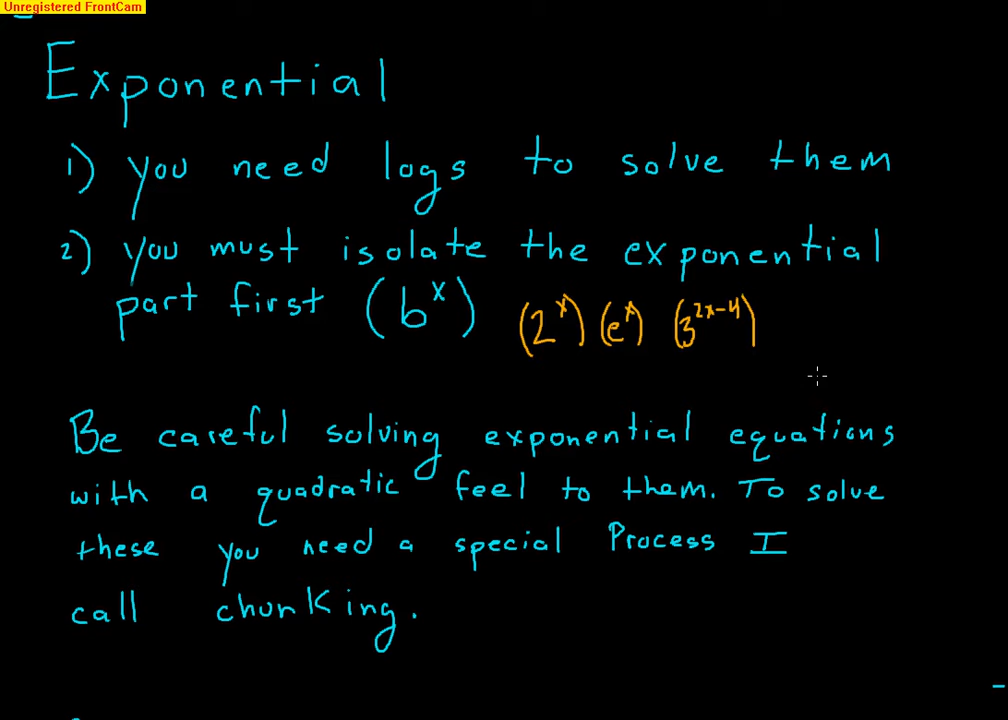 Unregistered FrontCam
Exponential
1) you need logs to solve them
2) you must isolate the exponential
part first (b^x) (2^x) (e^x) (3^{2x-4})
Be careful solving exponential equations
with a quadratic feel to them. To solve
these you need a special Process I
call chunking.